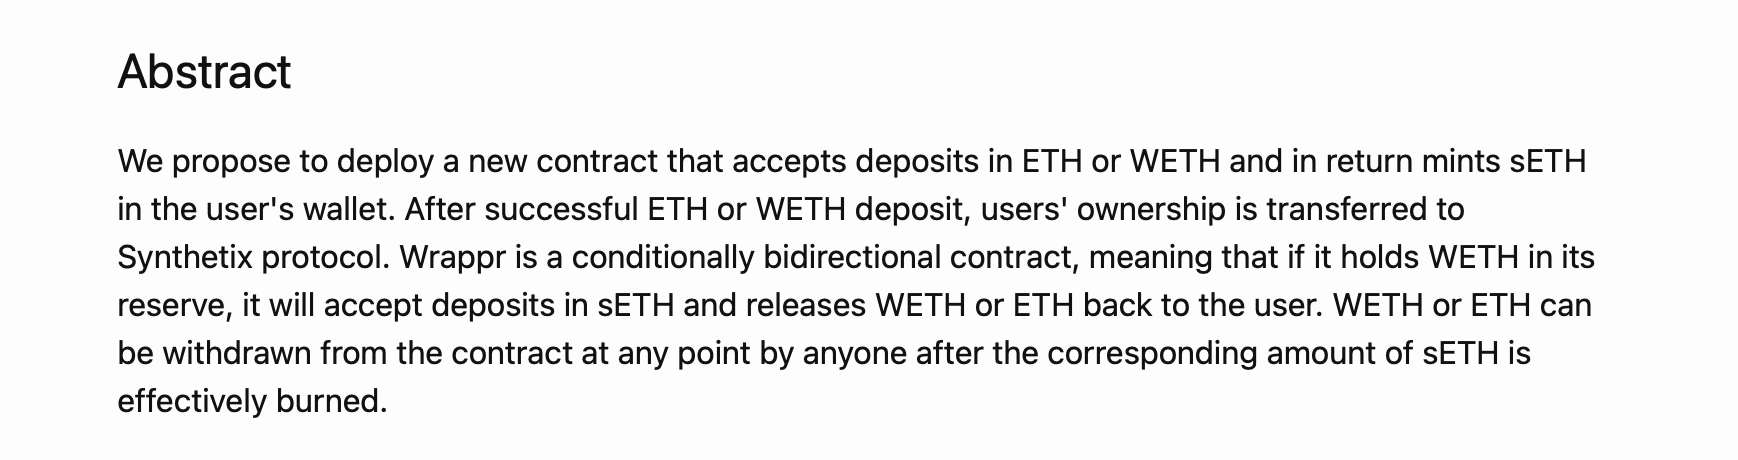 Abstract
We propose to deploy a new contract that accepts deposits in ETH or WETH and in return mints sETH
in the user's wallet. After successful ETH or WETH deposit, users' ownership is transferred to
Synthetix protocol. Wrappr is a conditionally bidirectional contract, meaning that if it holds WETH in its
reserve, it will accept deposits in sETH and releases WETH or ETH back to the user. WETH or ETH can
be withdrawn from the contract at any point by anyone after the corresponding amount of sETH is
effectively burned.